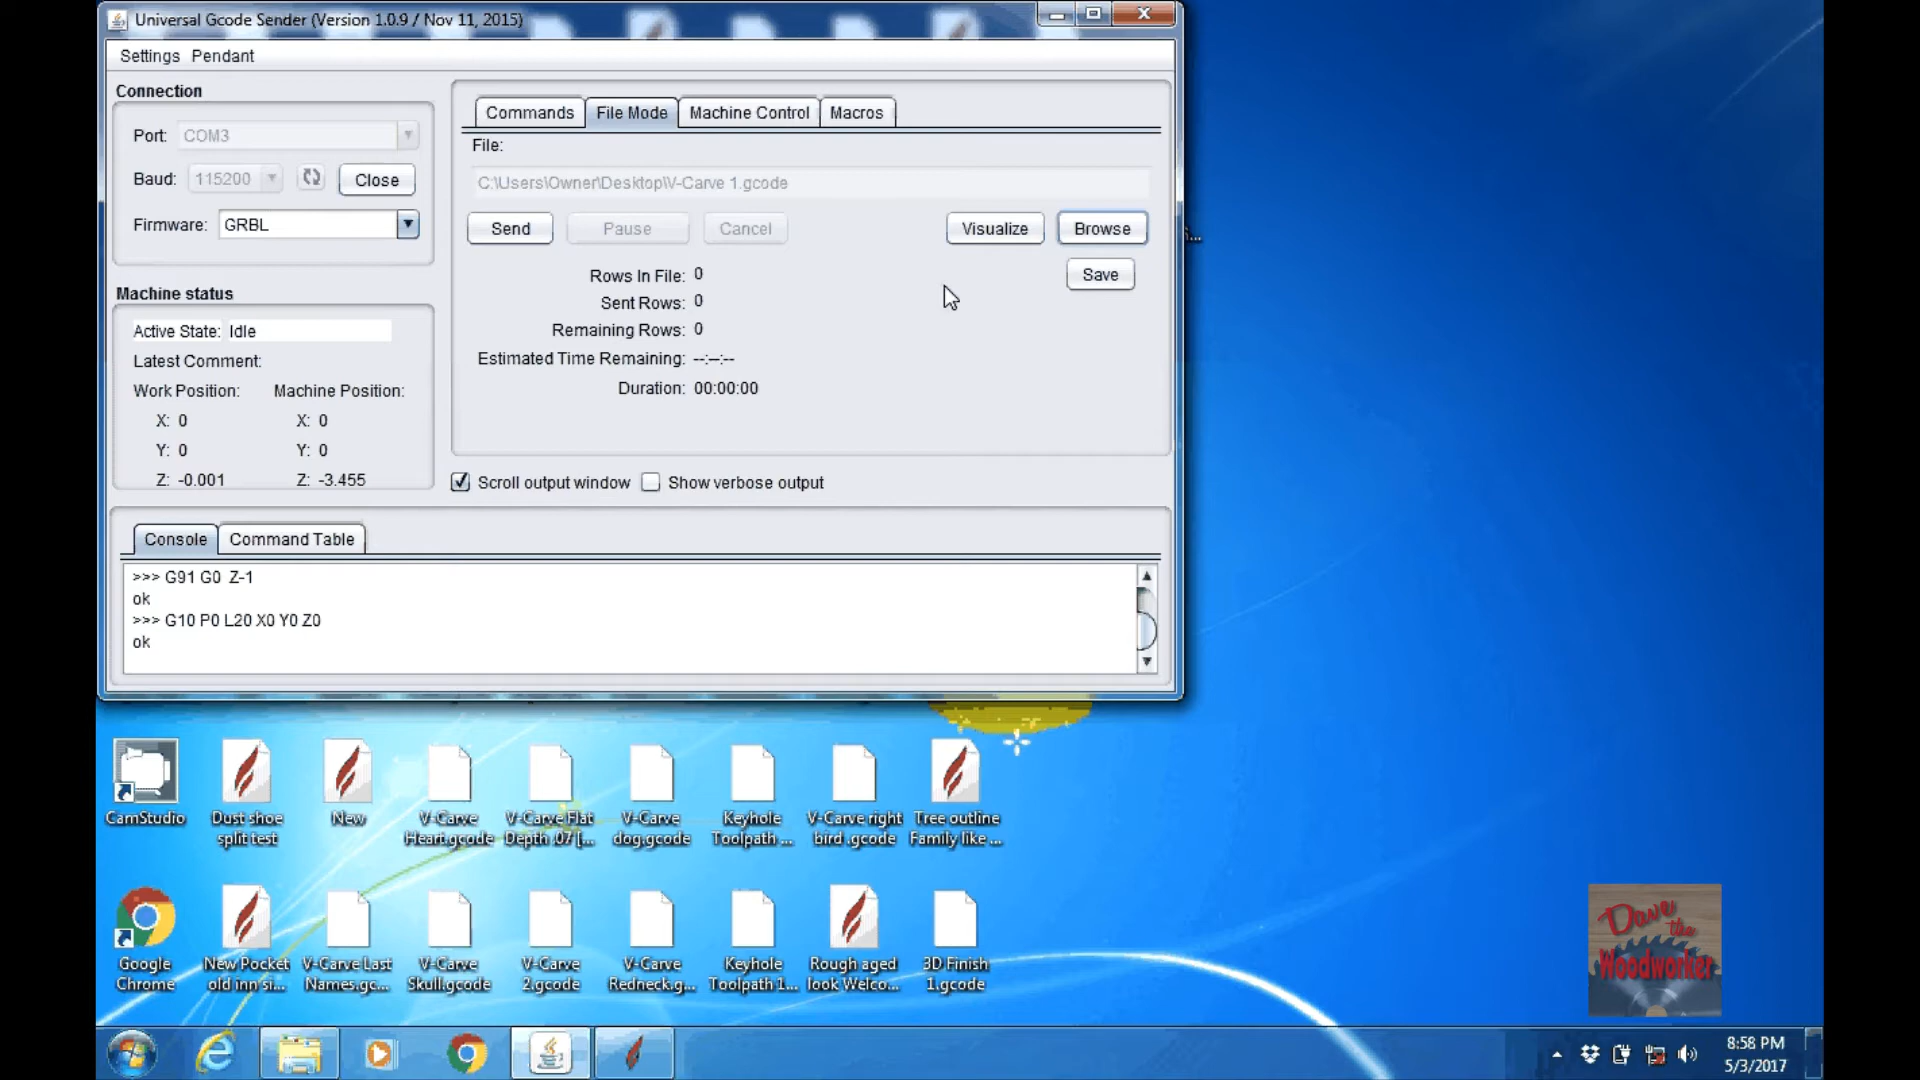 Universal Gcode Sender (Version 1.0.9 / Nov 11, 2015)
Settings Pendant
Connection
Port: COM3
Baud: 115200 Close
Firmware: GRBL
Machine status
Active State: Idle
Latest Comment:
Work Position: Machine Position:
X: 0 X: 0
Y: 0 Y: 0
Z: -0.001 Z: -3.455
Commands File Mode Machine Control Macros
File:
C:\Users\Owner\Desktop\V-Carve 1.gcode
Send Pause Cancel Visualize Browse
Save
Rows In File: 0
Sent Rows: 0
Remaining Rows: 0
Estimated Time Remaining: --:--:--
Duration: 00:00:00
Scroll output window Show verbose output
Console Command Table
>>> G91 G0 Z-1
ok
>>> G10 P0 L20 X0 Y0 Z0
ok
CamStudio
Dust shoe
split test
New
V-Carve
Heart.gcode
V-Carve Flat
Depth .07 [...
V-Carve
dog.gcode
Keyhole
Toolpath ...
V-Carve right
bird .gcode
Tree outline
Family like ...
Google
Chrome
New Pocket
old inn si...
V-Carve Last
Names.gc...
V-Carve
Skull.gcode
V-Carve
2.gcode
V-Carve
Redneck.g...
Keyhole
Toolpath 1...
Rough aged
look Welco...
3D Finish
1.gcode
Dave
the
Woodworker
8:58 PM
5/3/2017